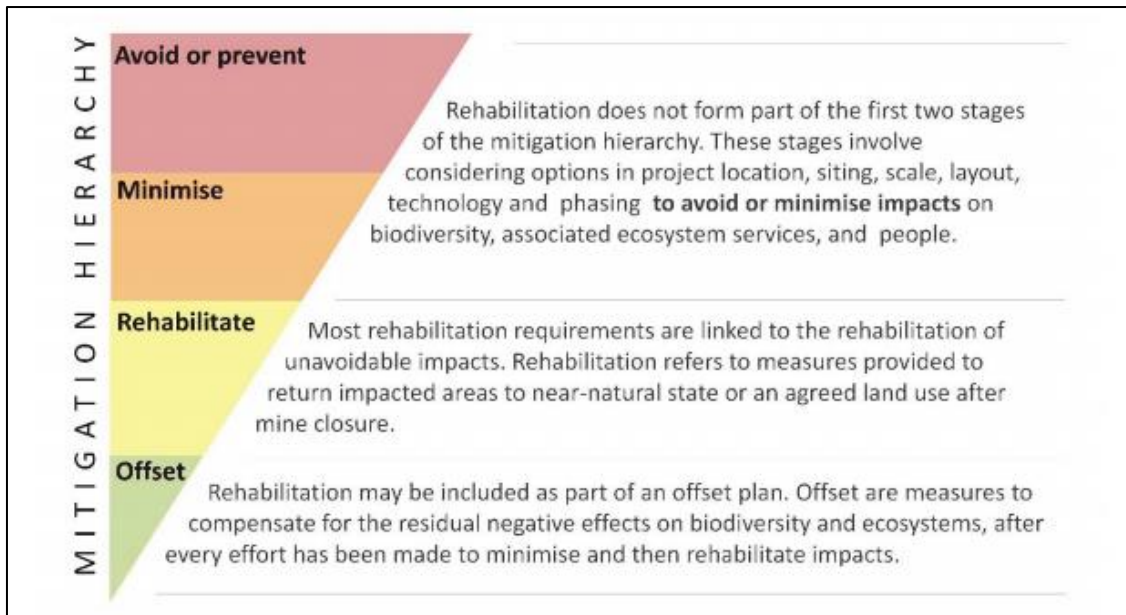 MITIGATION HIERARCHY
Avoid or prevent
Rehabilitation does not form part of the first two stages
of the mitigation hierarchy. These stages involve
considering options in project location, siting, scale, layout,
Minimise
technology and phasing to avoid or minimise impacts on
biodiversity, associated ecosystem services, and people.
Rehabilitate
Most rehabilitation requirements are linked to the rehabilitation of
unavoidable impacts. Rehabilitation refers to measures provided to
return impacted areas to near-natural state or an agreed land use after
mine closure.
Offset
Rehabilitation may be included as part of an offset plan. Offset are measures to
compensate for the residual negative effects on biodiversity and ecosystems, after
every effort has been made to minimise and then rehabilitate impacts.